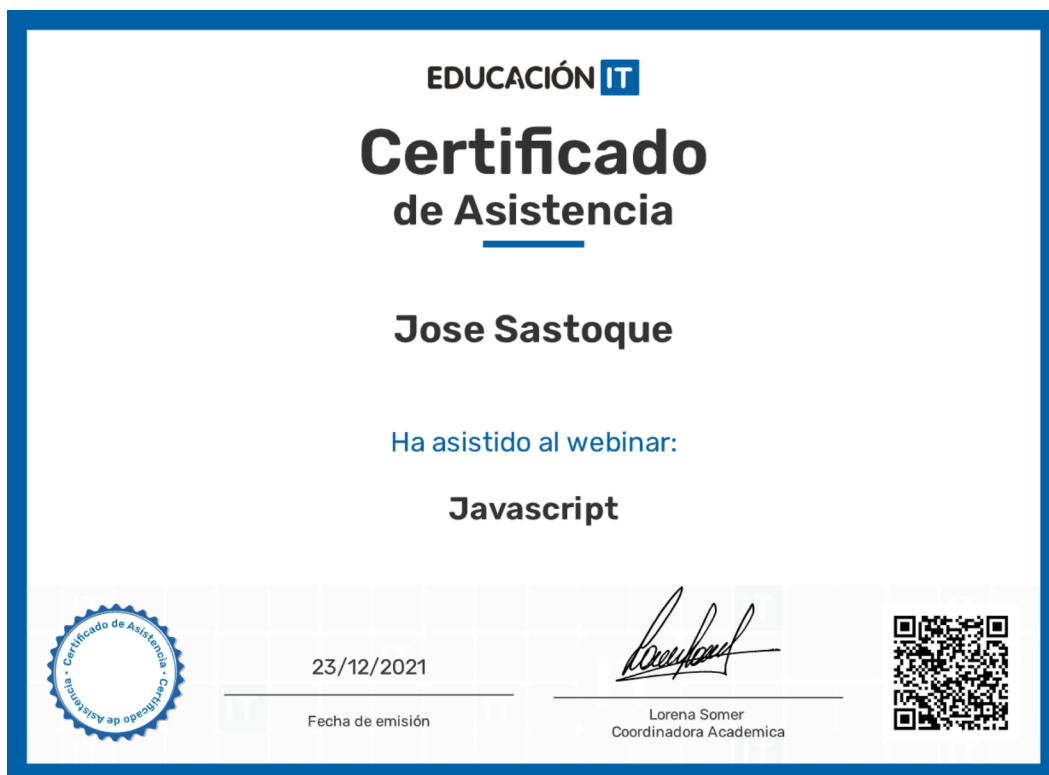 EDUCACIÓN IT
Certificado
de Asistencia
Jose Sastoque
Ha asistido al webinar:
Javascript
Certificado de Asistencia · Certificado de Asistencia ·
23/12/2021
Fecha de emisión
Lorena Somer
Coordinadora Academica